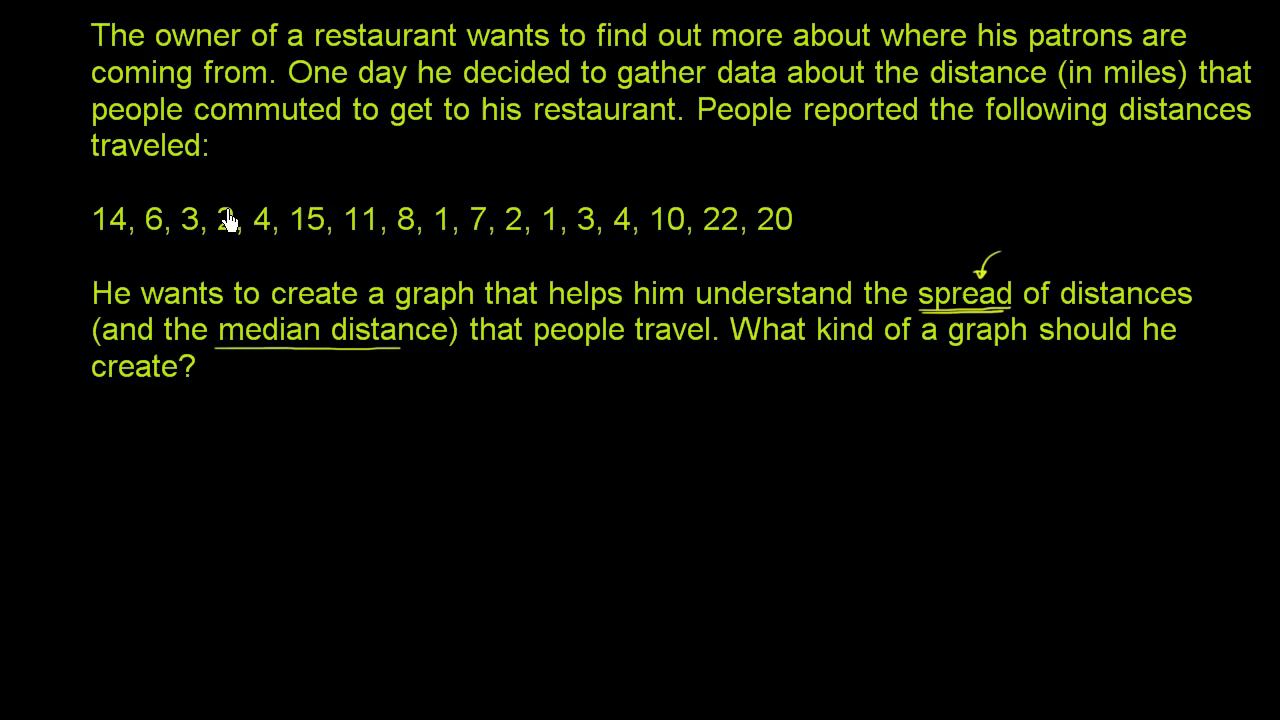 The owner of a restaurant wants to find out more about where his patrons are
coming from. One day he decided to gather data about the distance (in miles) that
people commuted to get to his restaurant. People reported the following distances
traveled:
14, 6, 3, 2, 4, 15, 11, 8, 1, 7, 2, 1, 3, 4, 10, 22, 20
He wants to create a graph that helps him understand the spread of distances
(and the median distance) that people travel. What kind of a graph should he
create?